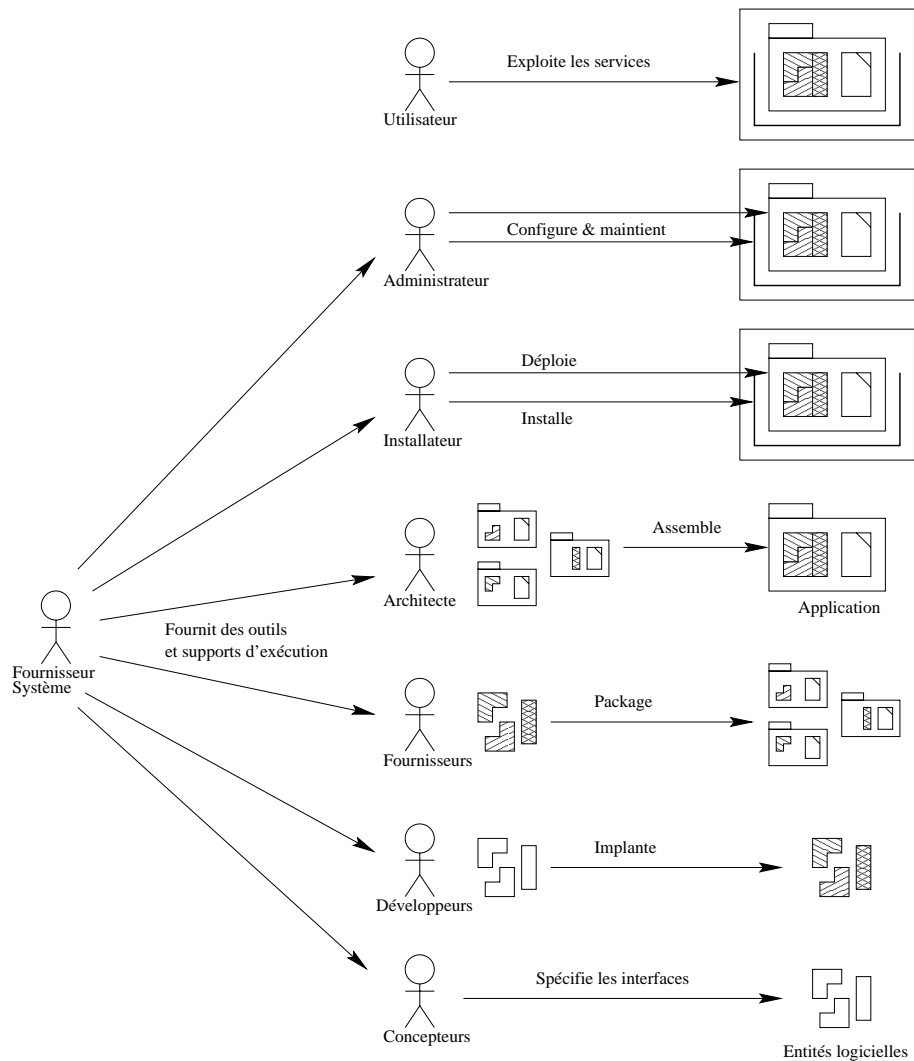 Exploite les services
Utilisateur
Configure & maintient
Administrateur
Déploie
Installe
Installateur
Assemble
Architecte
Application
Fournit des outils
et supports d'exécution
Fournisseur
Système
Package
Fournisseurs
Implante
Développeurs
Spécifie les interfaces
Concepteurs
Entités logicielles